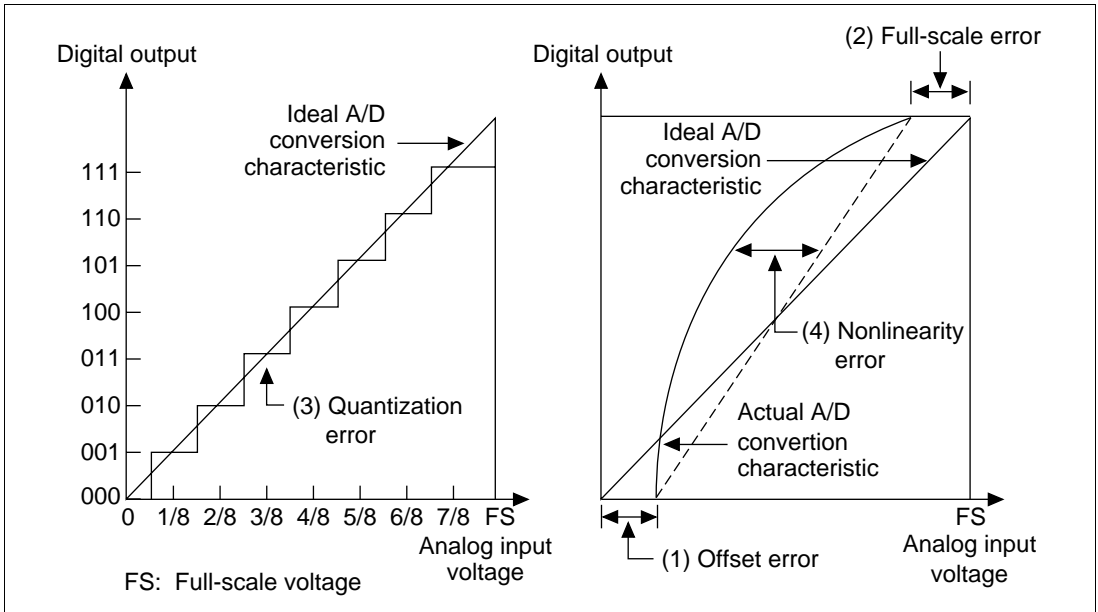 Digital output
Ideal A/D
conversion
characteristic
111
110
101
100
011
010
001
000
(3) Quantization
error
0 1/8 2/8 3/8 4/8 5/8 6/8 7/8 FS
Analog input
voltage
FS: Full-scale voltage
(2) Full-scale error
Digital output
Ideal A/D
conversion
characteristic
(4) Nonlinearity
error
Actual A/D
convertion
characteristic
FS
(1) Offset error
Analog input
voltage